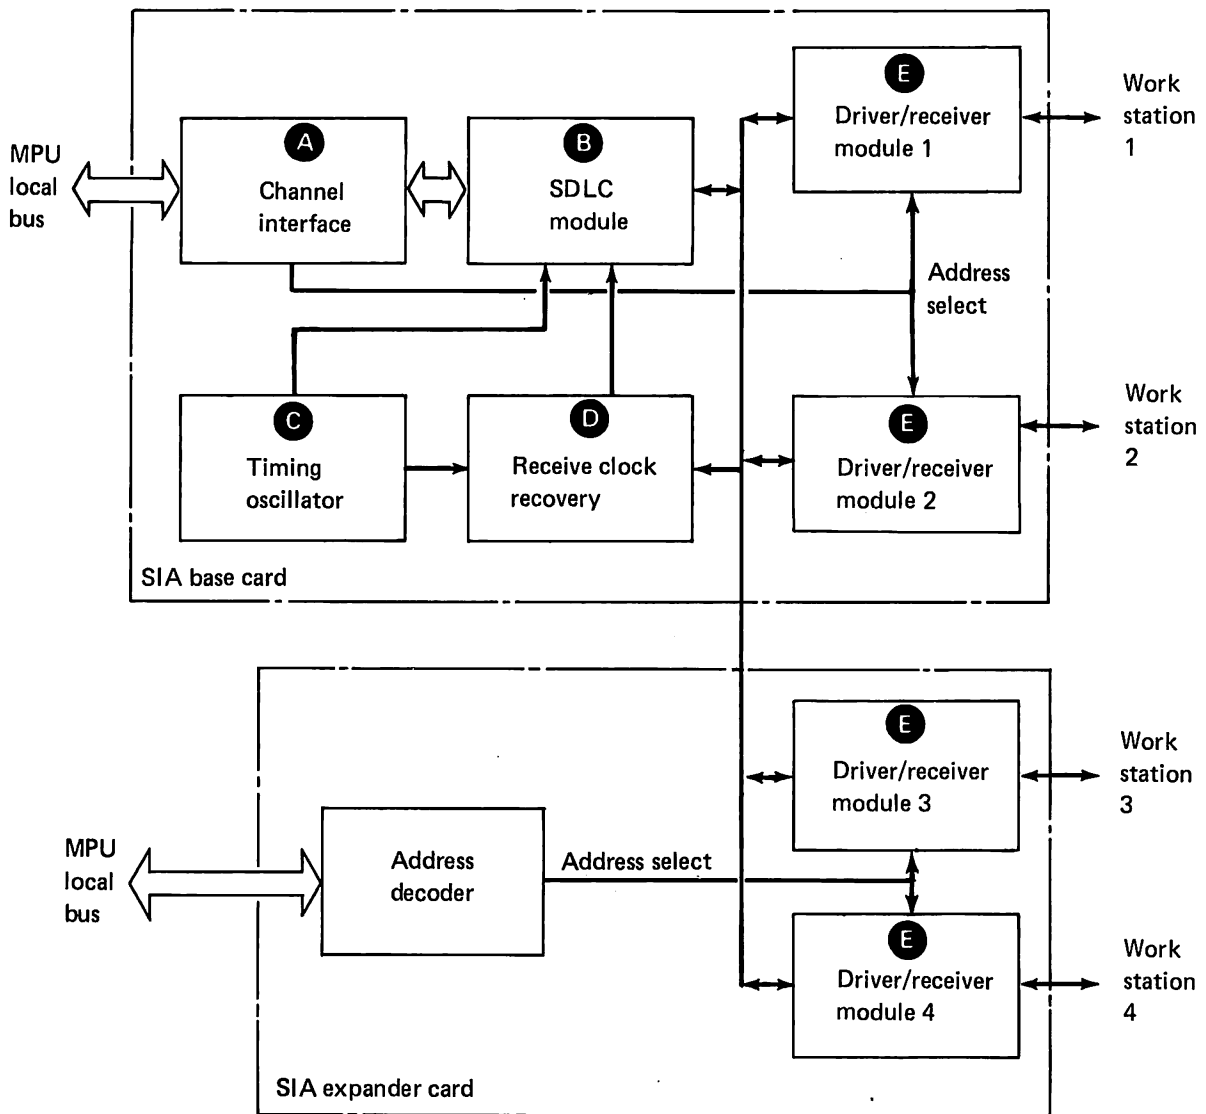 E
Driver/receiver
module 1
Work
station
1
MPU
local
bus
A
Channel
interface
B
SDLC
module
Address
select
C
Timing
oscillator
D
Receive clock
recovery
E
Driver/receiver
module 2
Work
station
2
SIA base card
E
Driver/receiver
module 3
Work
station
3
MPU
local
bus
Address
decoder
Address select
E
Driver/receiver
module 4
Work
station
4
SIA expander card